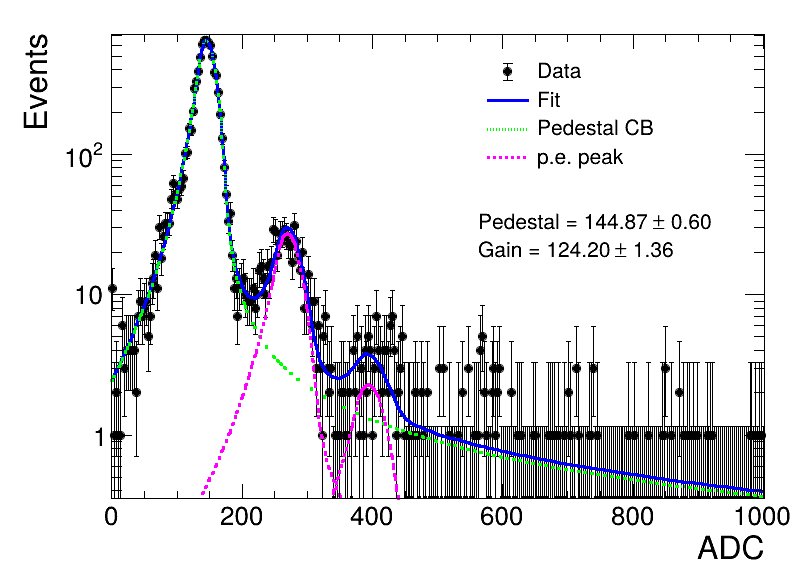 Events
Data
Fit
Pedestal CB
p.e. peak
Pedestal = 144.87 ± 0.60
Gain = 124.20 ± 1.36
10²
10
1
0 200 400 600 800 1000
ADC